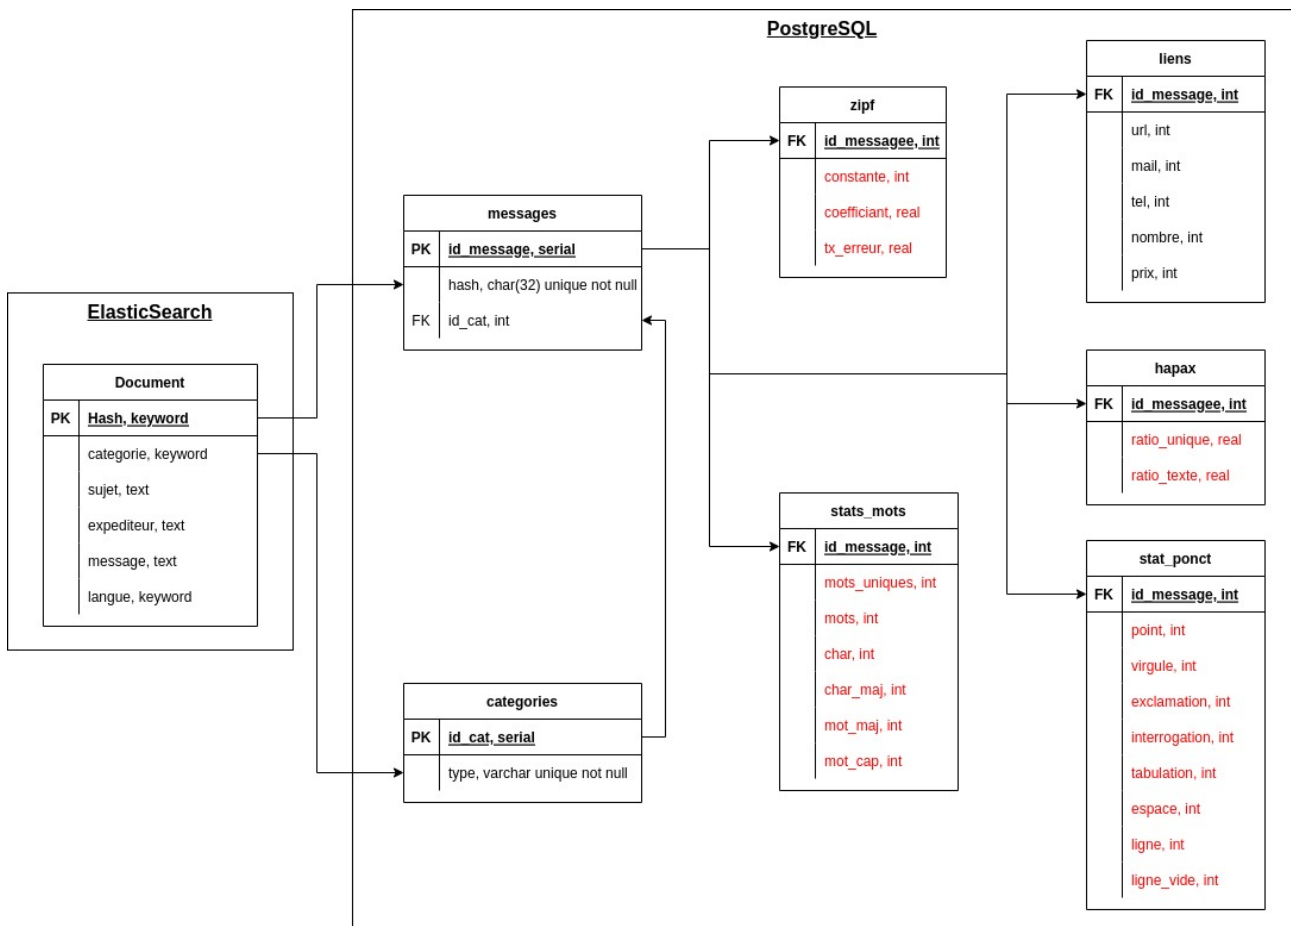 PostgreSQL
ElasticSearch
Document
PK Hash, keyword
categorie, keyword
sujet, text
expediteur, text
message, text
langue, keyword
messages
PK id_message, serial
hash, char(32) unique not null
FK id_cat, int
categories
PK id_cat, serial
type, varchar unique not null
zipf
FK id_messagee, int
constante, int
coefficiant, real
tx_erreur, real
stats_mots
FK id_message, int
mots_uniques, int
mots, int
char, int
char_maj, int
mot_maj, int
mot_cap, int
liens
FK id_message, int
url, int
mail, int
tel, int
nombre, int
prix, int
hapax
FK id_messagee, int
ratio_unique, real
ratio_texte, real
stat_ponct
FK id_message, int
point, int
virgule, int
exclamation, int
interrogation, int
tabulation, int
espace, int
ligne, int
ligne_vide, int